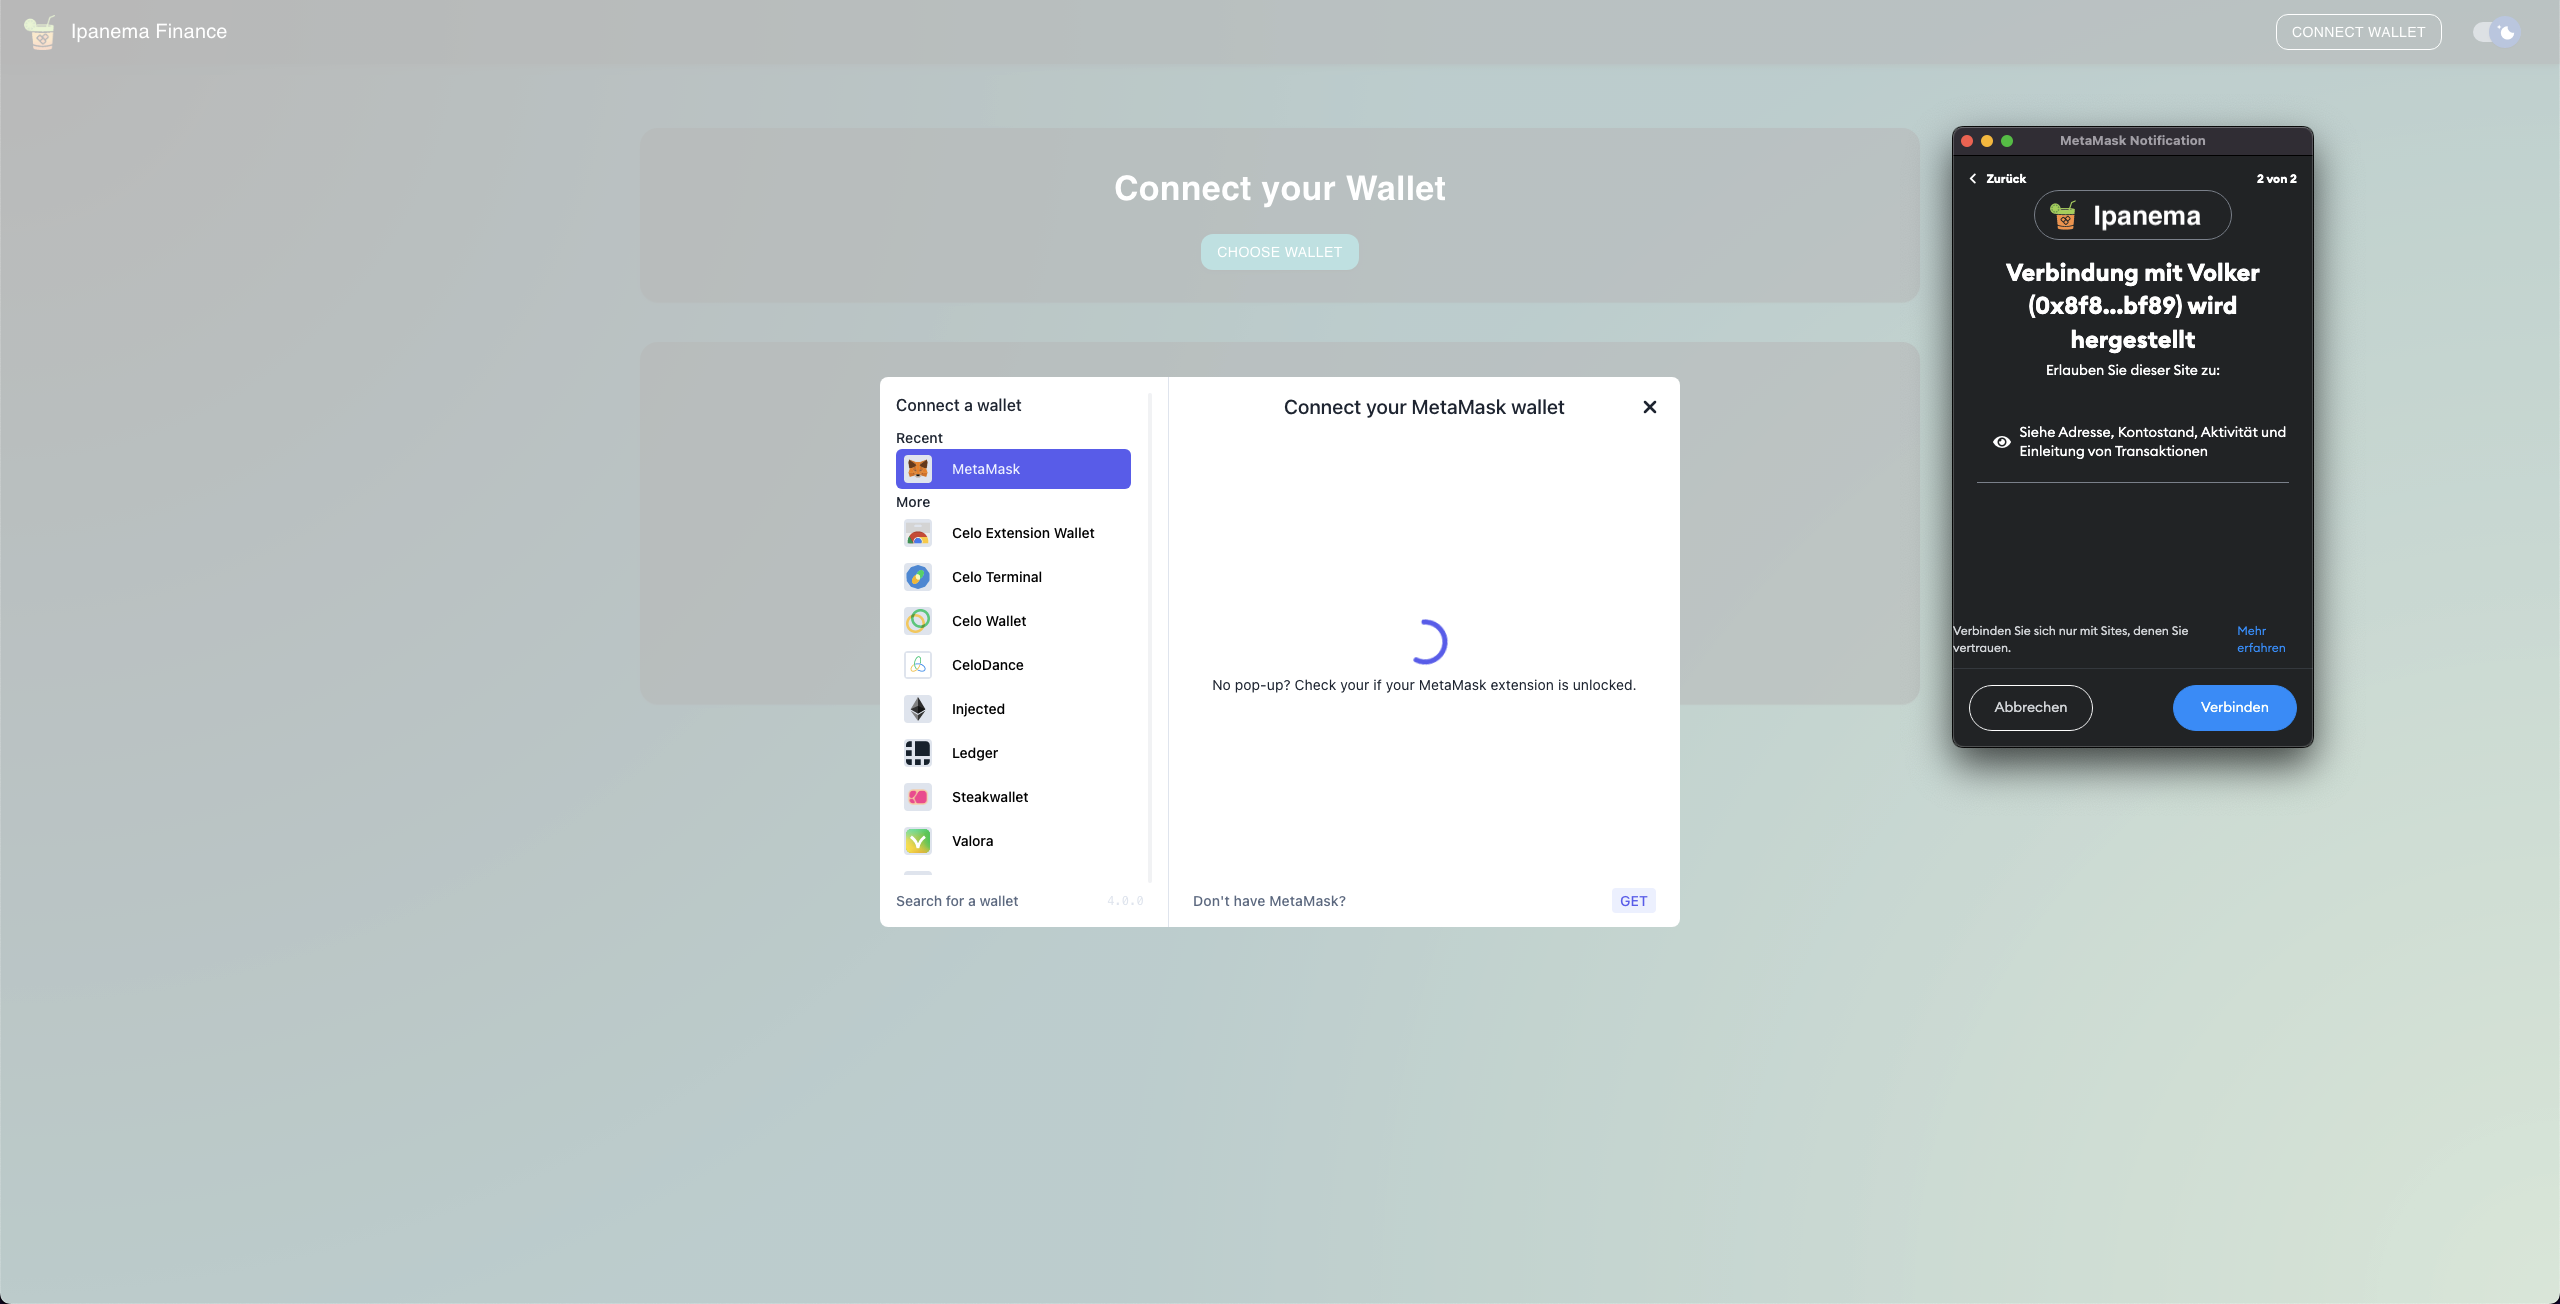 Ipanema Finance
CONNECT WALLET
Connect your Wallet
CHOOSE WALLET
Connect a wallet
Recent
MetaMask
More
Celo Extension Wallet
Celo Terminal
Celo Wallet
CeloDance
Injected
Ledger
Steakwallet
Valora
Search for a wallet
4.0.0
Connect your MetaMask wallet
No pop-up? Check your if your MetaMask extension is unlocked.
Don't have MetaMask?
GET
MetaMask Notification
Zurück
2 von 2
Ipanema
Verbindung mit Volker
(0x8f8...bf89) wird
hergestellt
Erlauben Sie dieser Site zu:
Siehe Adresse, Kontostand, Aktivität und
Einleitung von Transaktionen
Verbinden Sie sich nur mit Sites, denen Sie
vertrauen.
Mehr
erfahren
Abbrechen
Verbinden